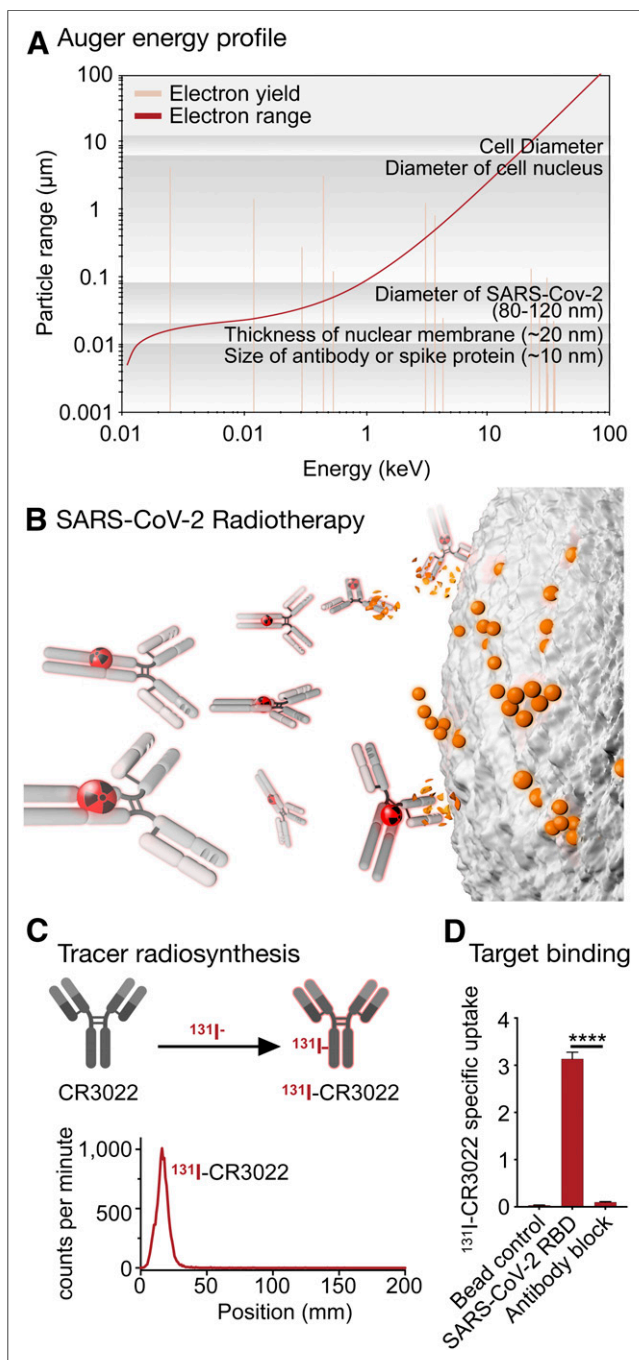 A Auger energy profile
100
10
1
0.1
0.01
0.001
Particle range (µm)
Electron yield
Electron range
Cell Diameter
Diameter of cell nucleus
Diameter of SARS-Cov-2
(80-120 nm)
Thickness of nuclear membrane (~20 nm)
Size of antibody or spike protein (~10 nm)
0.01 0.01 1 10 100
Energy (keV)
B SARS-CoV-2 Radiotherapy
C Tracer radiosynthesis
131I-
131I-
CR3022
131I-CR3022
counts per minute
1,000
500
0
131I-CR3022
0 50 100 150 200
Position (mm)
D Target binding
131I-CR3022 specific uptake
4
3
2
1
0
****
Bead control
SARS-CoV-2 RBD
Antibody block